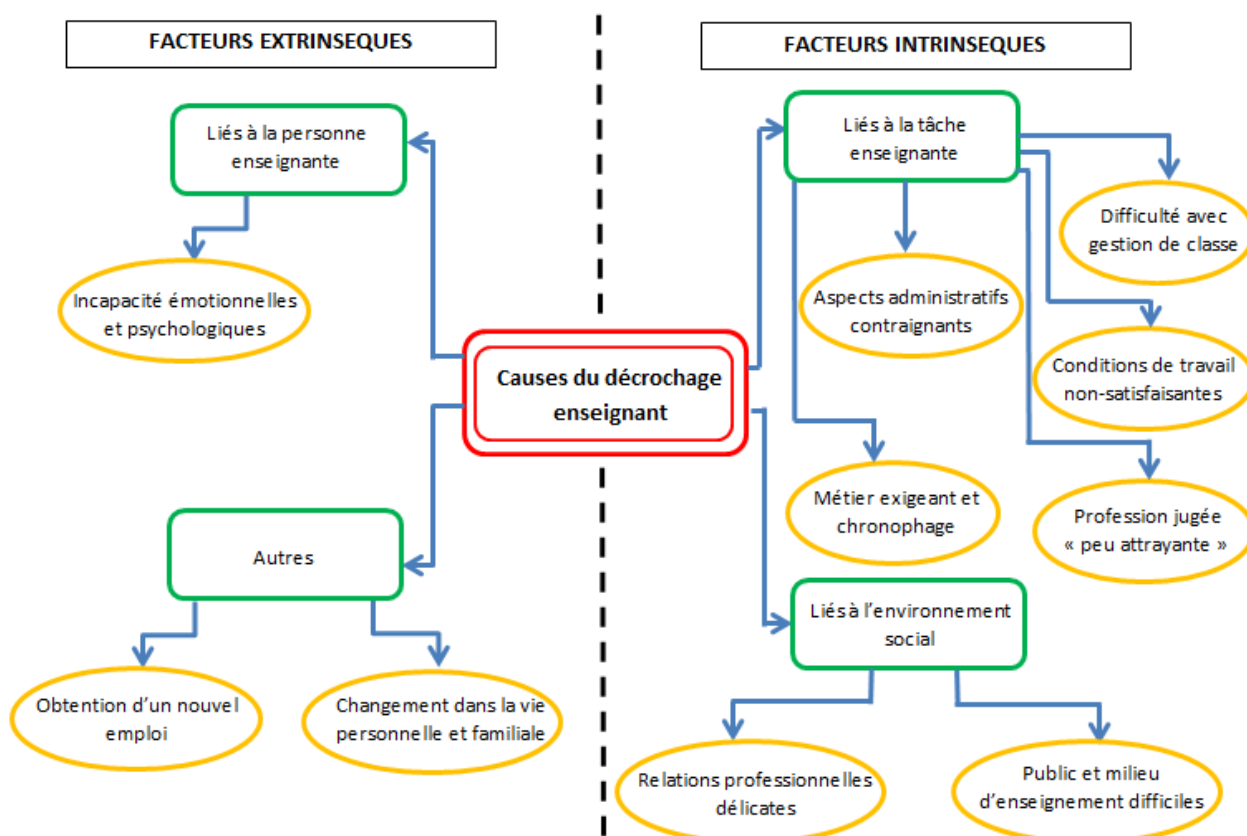 FACTEURS EXTRINSEQUES
FACTEURS INTRINSEQUES
Liés à la personne
enseignante
Liés à la tâche
enseignante
Difficulté avec
gestion de classe
Incapacité émotionnelles
et psychologiques
Aspects administratifs
contraignants
Conditions de travail
non-satisfaisantes
Causes du décrochage
enseignant
Métier exigeant et
chronophage
Profession jugée
« peu attrayante »
Autres
Liés à l'environnement
social
Obtention d'un nouvel
emploi
Changement dans la vie
personnelle et familiale
Relations professionnelles
délicates
Public et milieu
d'enseignement difficiles